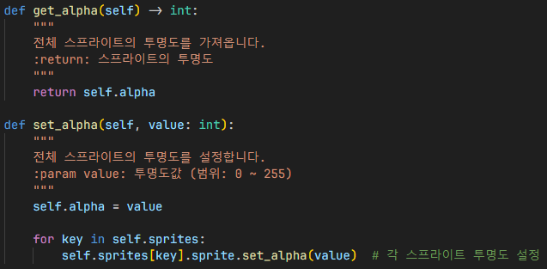 def get_alpha(self) -> int:
    """
    전체 스프라이트의 투명도를 가져옵니다.
    :return: 스프라이트의 투명도
    """
    return self.alpha

def set_alpha(self, value: int):
    """
    전체 스프라이트의 투명도를 설정합니다.
    :param value: 투명도값 (범위: 0 ~ 255)
    """
    self.alpha = value

    for key in self.sprites:
        self.sprites[key].sprite.set_alpha(value)  # 각 스프라이트 투명도 설정